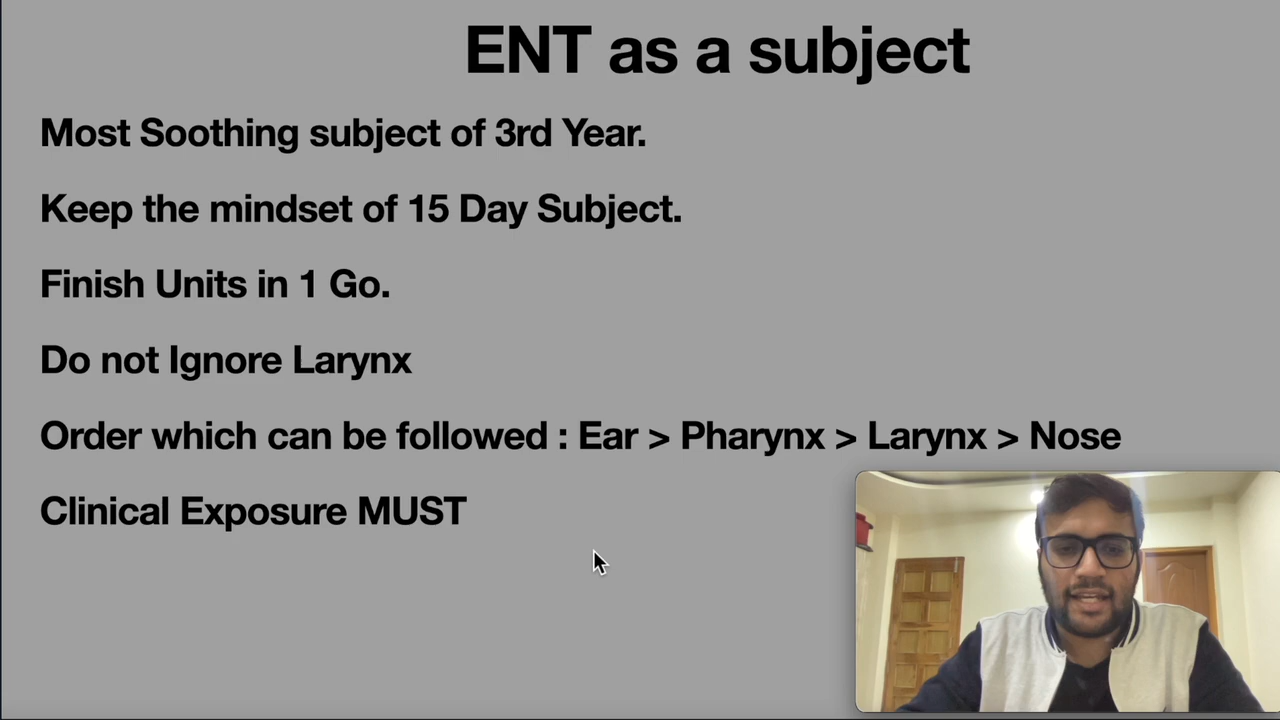 ENT as a subject
Most Soothing subject of 3rd Year.
Keep the mindset of 15 Day Subject.
Finish Units in 1 Go.
Do not Ignore Larynx
Order which can be followed : Ear > Pharynx > Larynx > Nose
Clinical Exposure MUST